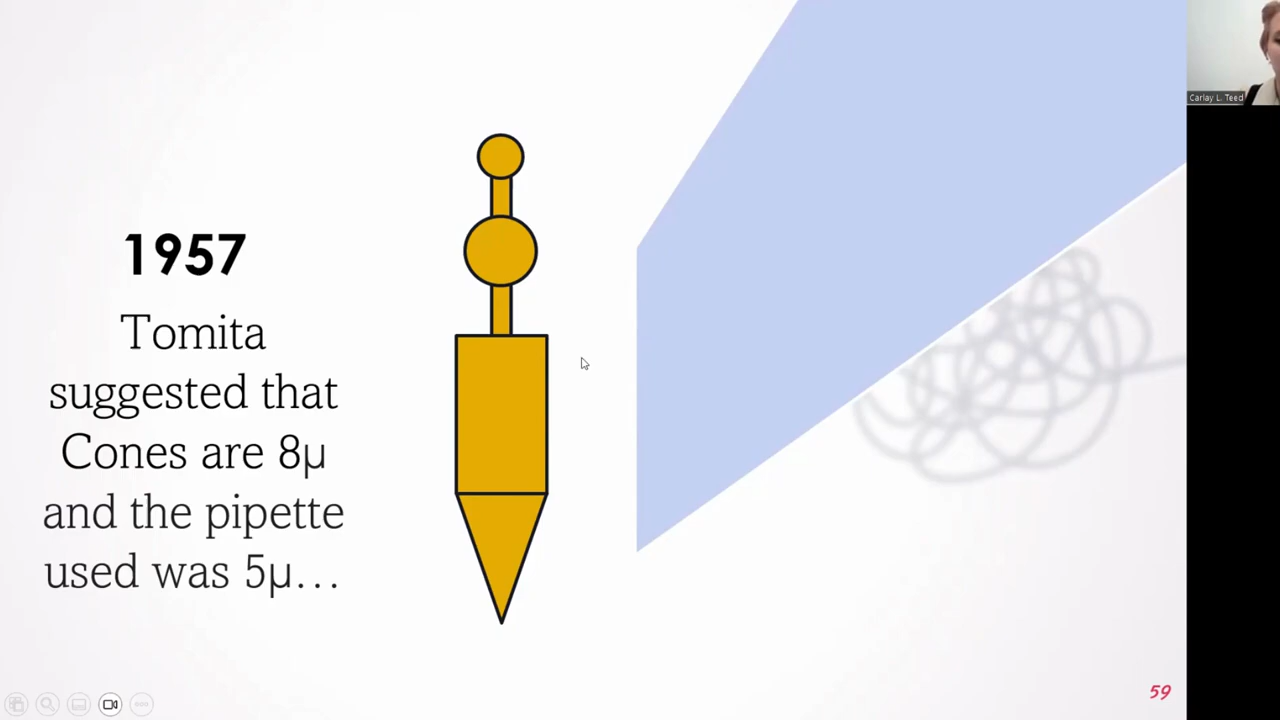 Carlay L. Teed
1957
Tomita
suggested that
Cones are 8µ
and the pipette
used was 5µ...
59